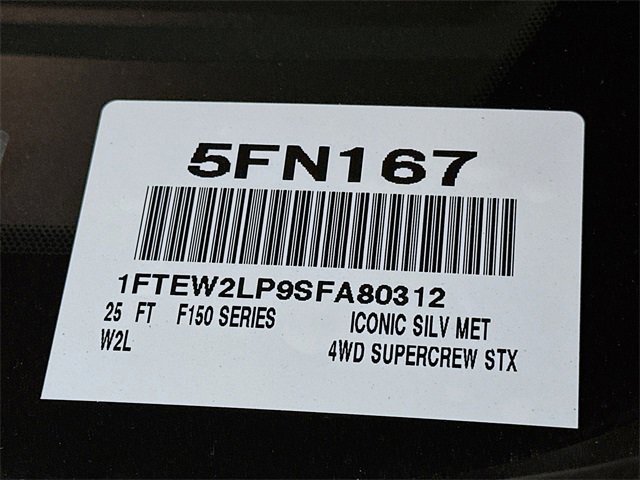 5FN167
1FTEW2LP9SFA80312
25 FT F150 SERIES ICONIC SILV MET
W2L 4WD SUPERCREW STX